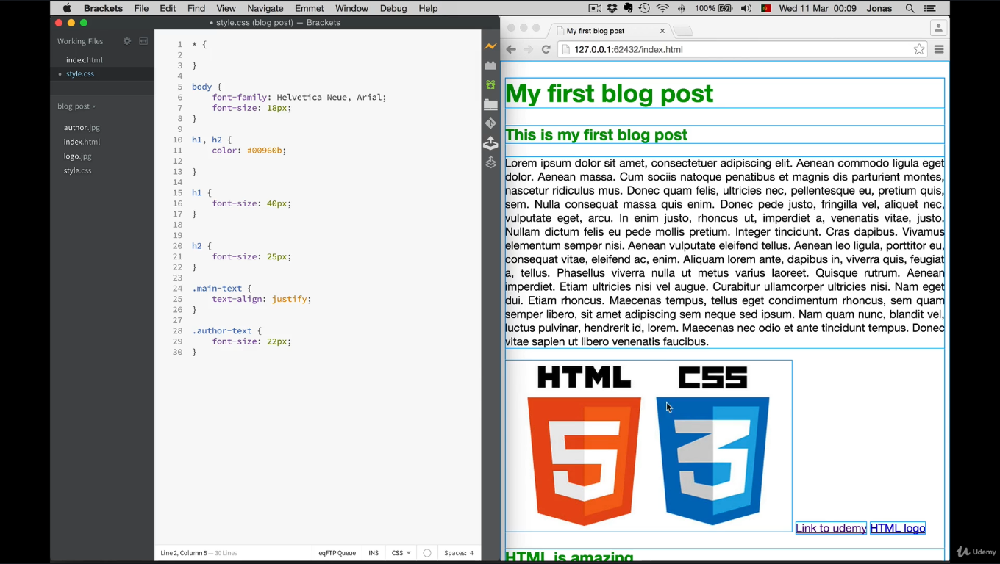 Brackets File Edit Find View Navigate Emmet Window Debug Help 100% Wed 11 Mar 00:09 Jonas
• style.css (blog post) — Brackets
Working Files
index.html
• style.css
blog post
author.jpg
index.html
logo.jpg
style.css
1 * {
2
3 }
4
5 body {
6 font-family: Helvetica Neue, Arial;
7 font-size: 18px;
8 }
9
10 h1, h2 {
11 color: #00960b;
12
13 }
14
15 h1 {
16 font-size: 40px;
17 }
18
19
20 h2 {
21 font-size: 25px;
22 }
23
24 .main-text {
25 text-align: justify;
26 }
27
28 .author-text {
29 font-size: 22px;
30 }
Line 2, Column 5 — 30 Lines eqFTP Queue INS CSS Spaces: 4
My first blog post
127.0.0.1:62432/index.html
My first blog post
This is my first blog post
Lorem ipsum dolor sit amet, consectetuer adipiscing elit. Aenean commodo ligula eget
dolor. Aenean massa. Cum sociis natoque penatibus et magnis dis parturient montes,
nascetur ridiculus mus. Donec quam felis, ultricies nec, pellentesque eu, pretium quis,
sem. Nulla consequat massa quis enim. Donec pede justo, fringilla vel, aliquet nec,
vulputate eget, arcu. In enim justo, rhoncus ut, imperdiet a, venenatis vitae, justo.
Nullam dictum felis eu pede mollis pretium. Integer tincidunt. Cras dapibus. Vivamus
elementum semper nisi. Aenean vulputate eleifend tellus. Aenean leo ligula, porttitor eu,
consequat vitae, eleifend ac, enim. Aliquam lorem ante, dapibus in, viverra quis, feugiat
a, tellus. Phasellus viverra nulla ut metus varius laoreet. Quisque rutrum. Aenean
imperdiet. Etiam ultricies nisi vel augue. Curabitur ullamcorper ultricies nisi. Nam eget
dui. Etiam rhoncus. Maecenas tempus, tellus eget condimentum rhoncus, sem quam
semper libero, sit amet adipiscing sem neque sed ipsum. Nam quam nunc, blandit vel,
luctus pulvinar, hendrerit id, lorem. Maecenas nec odio et ante tincidunt tempus. Donec
vitae sapien ut libero venenatis faucibus.
HTML CSS
5 3
Link to udemy HTML logo
HTML is amazing
Udemy